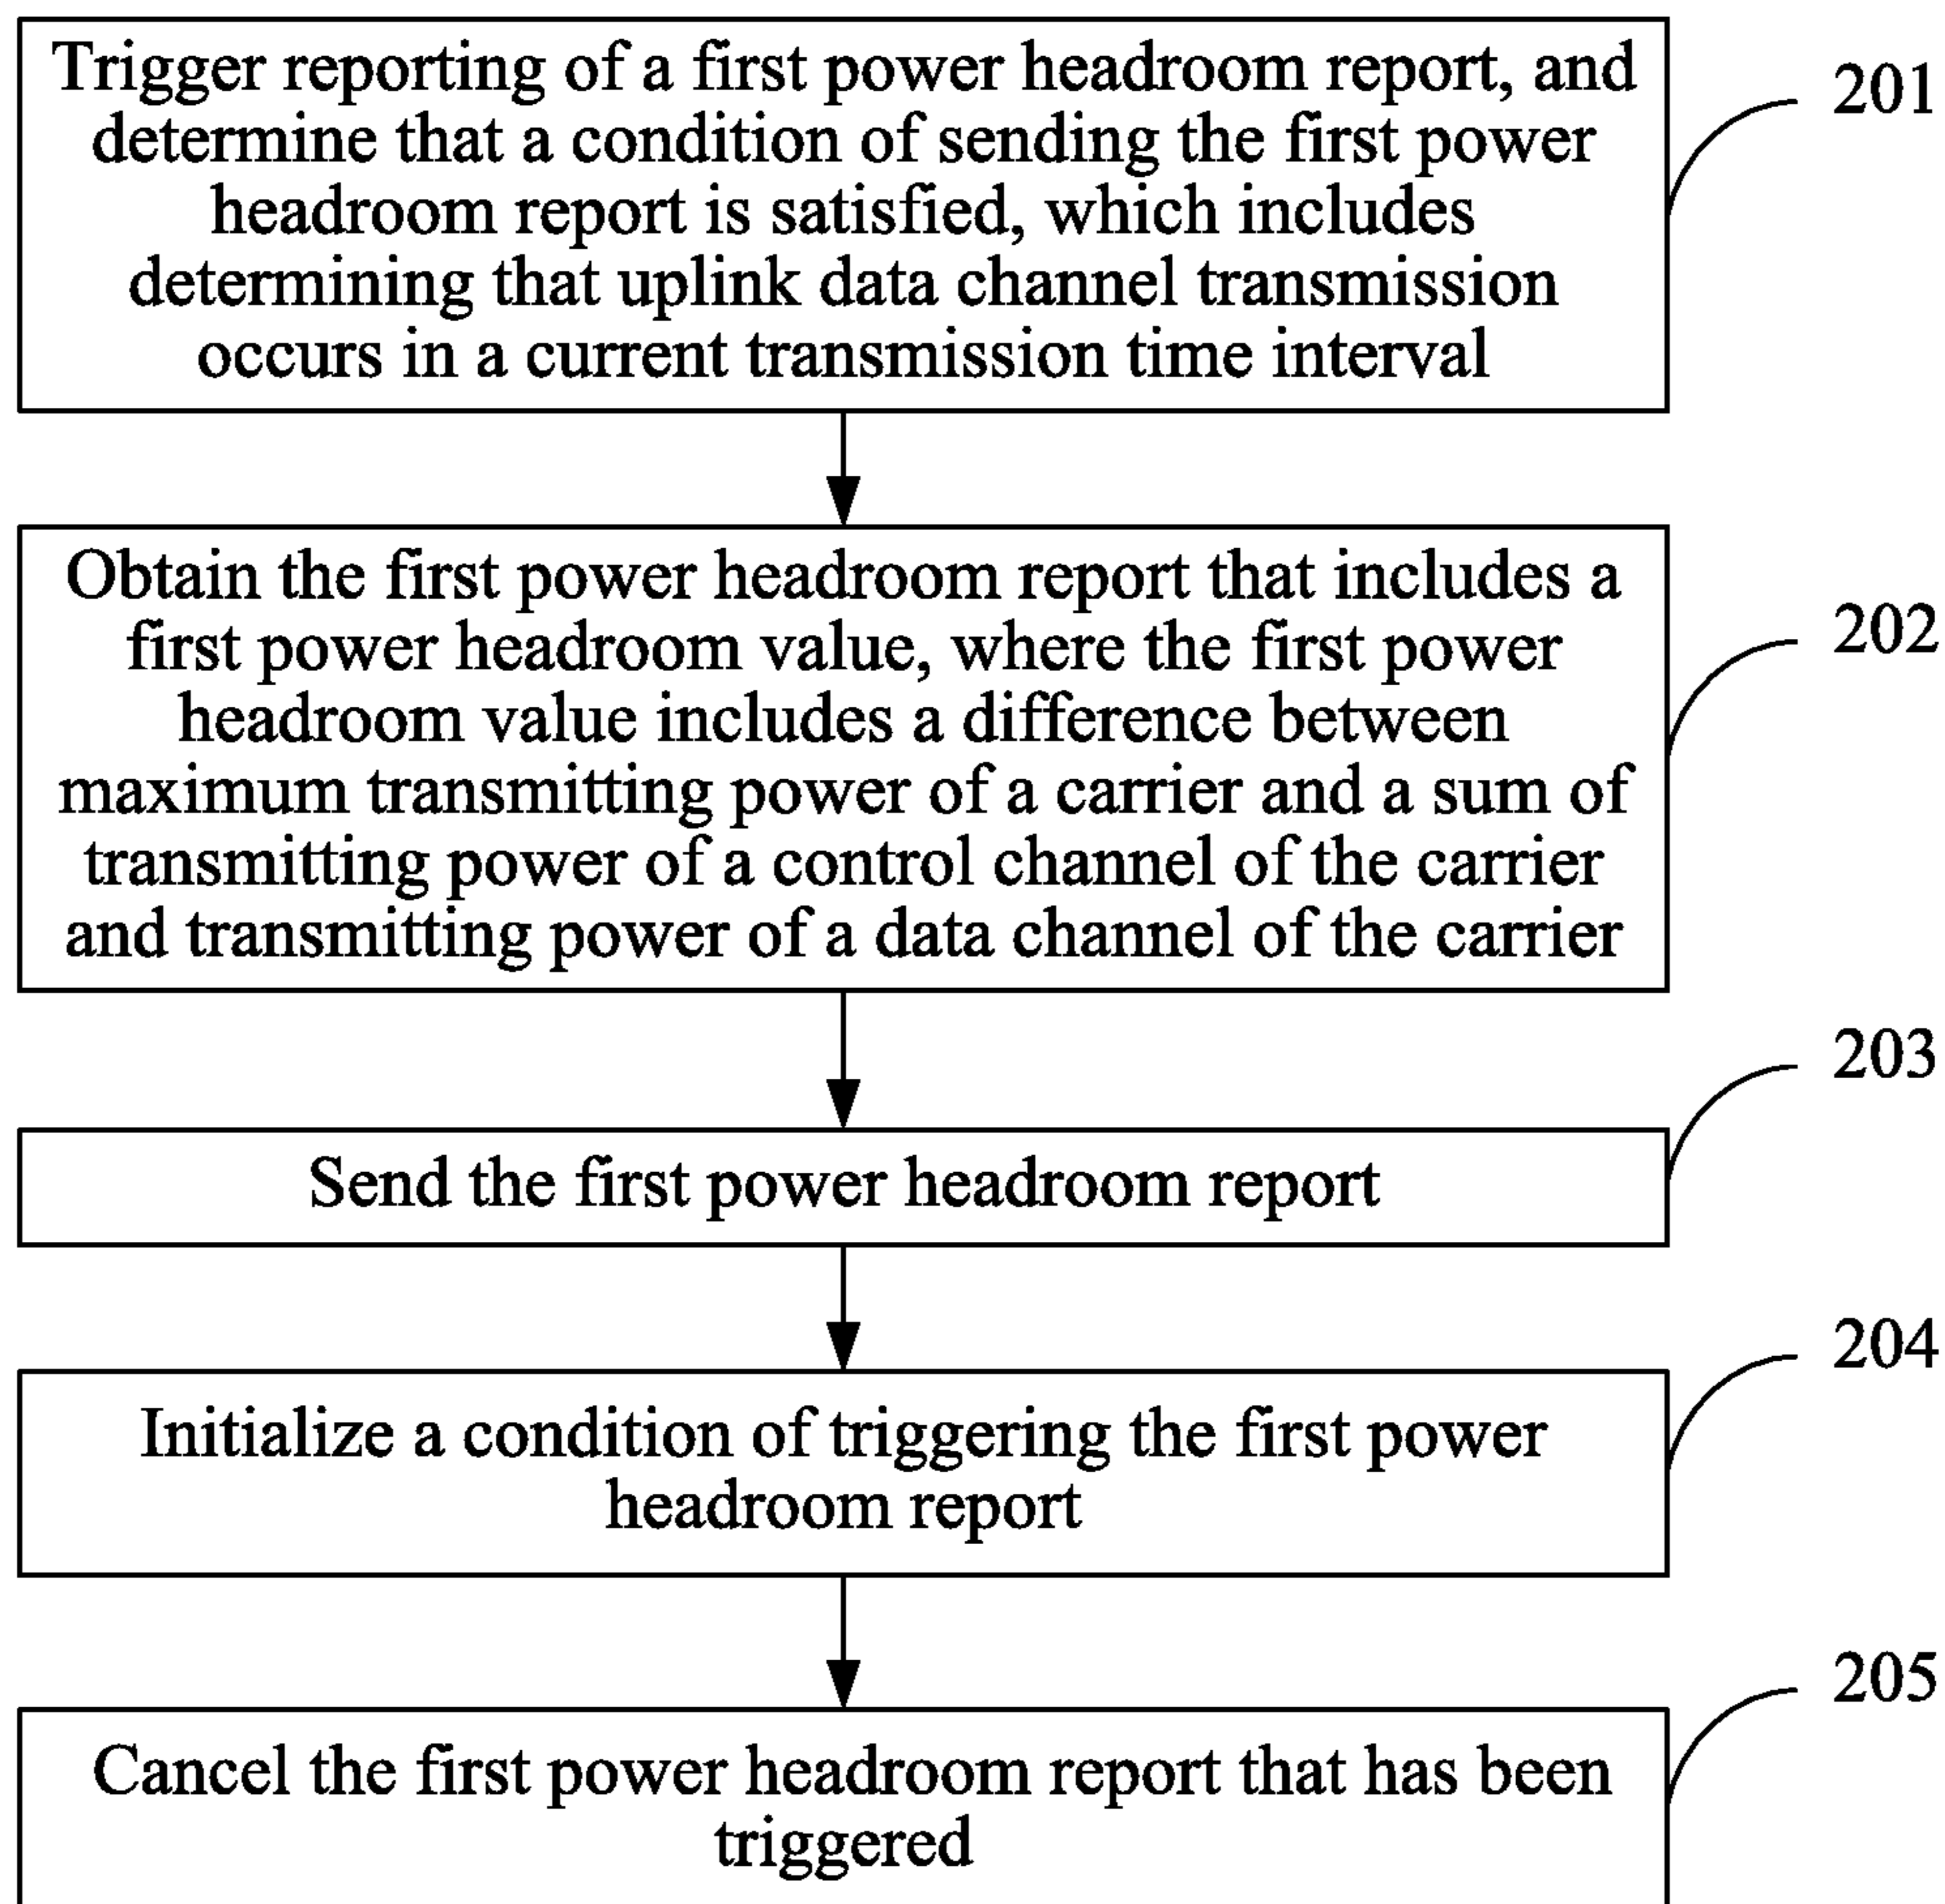 Trigger reporting of a first power headroom report, and
determine that a condition of sending the first power
headroom report is satisfied, which includes
determining that uplink data channel transmission
occurs in a current transmission time interval
201
Obtain the first power headroom report that includes a
first power headroom value, where the first power
headroom value includes a difference between
maximum transmitting power of a carrier and a sum of
transmitting power of a control channel of the carrier
and transmitting power of a data channel of the carrier
202
Send the first power headroom report
203
Initialize a condition of triggering the first power
headroom report
204
Cancel the first power headroom report that has been
triggered
205